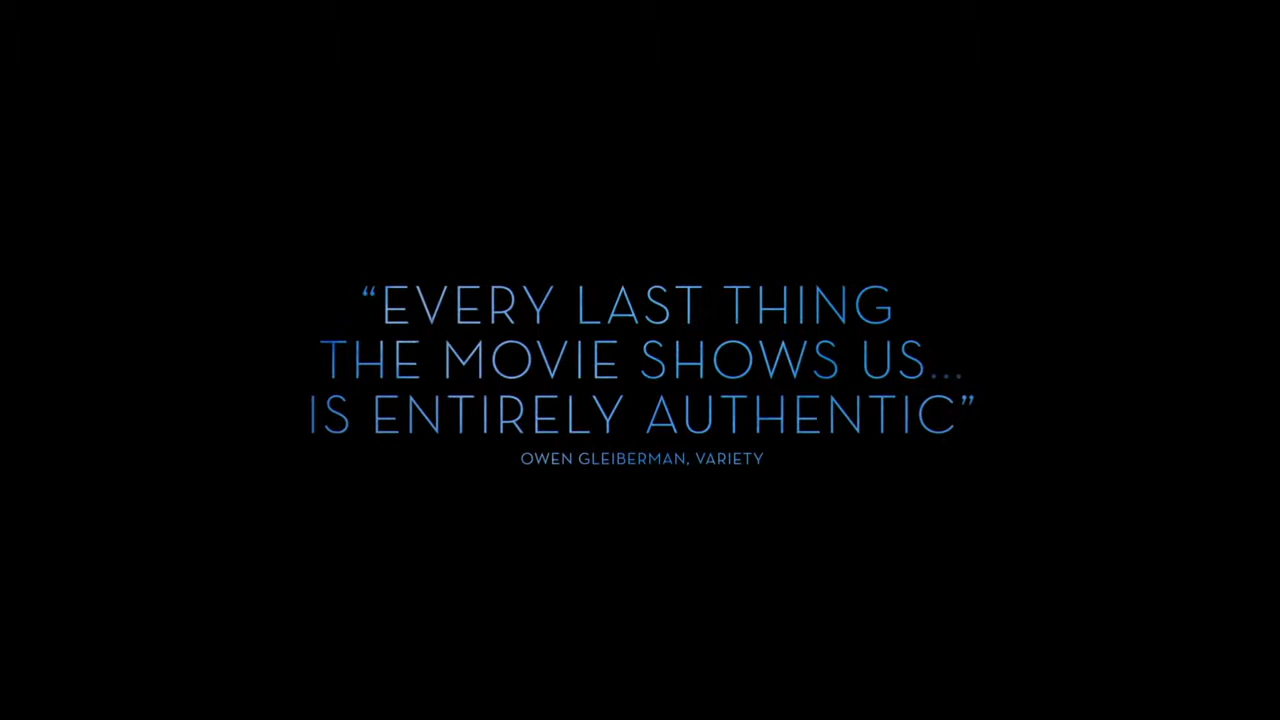 “EVERY LAST THING
THE MOVIE SHOWS US...
IS ENTIRELY AUTHENTIC”
OWEN GLEIBERMAN, VARIETY